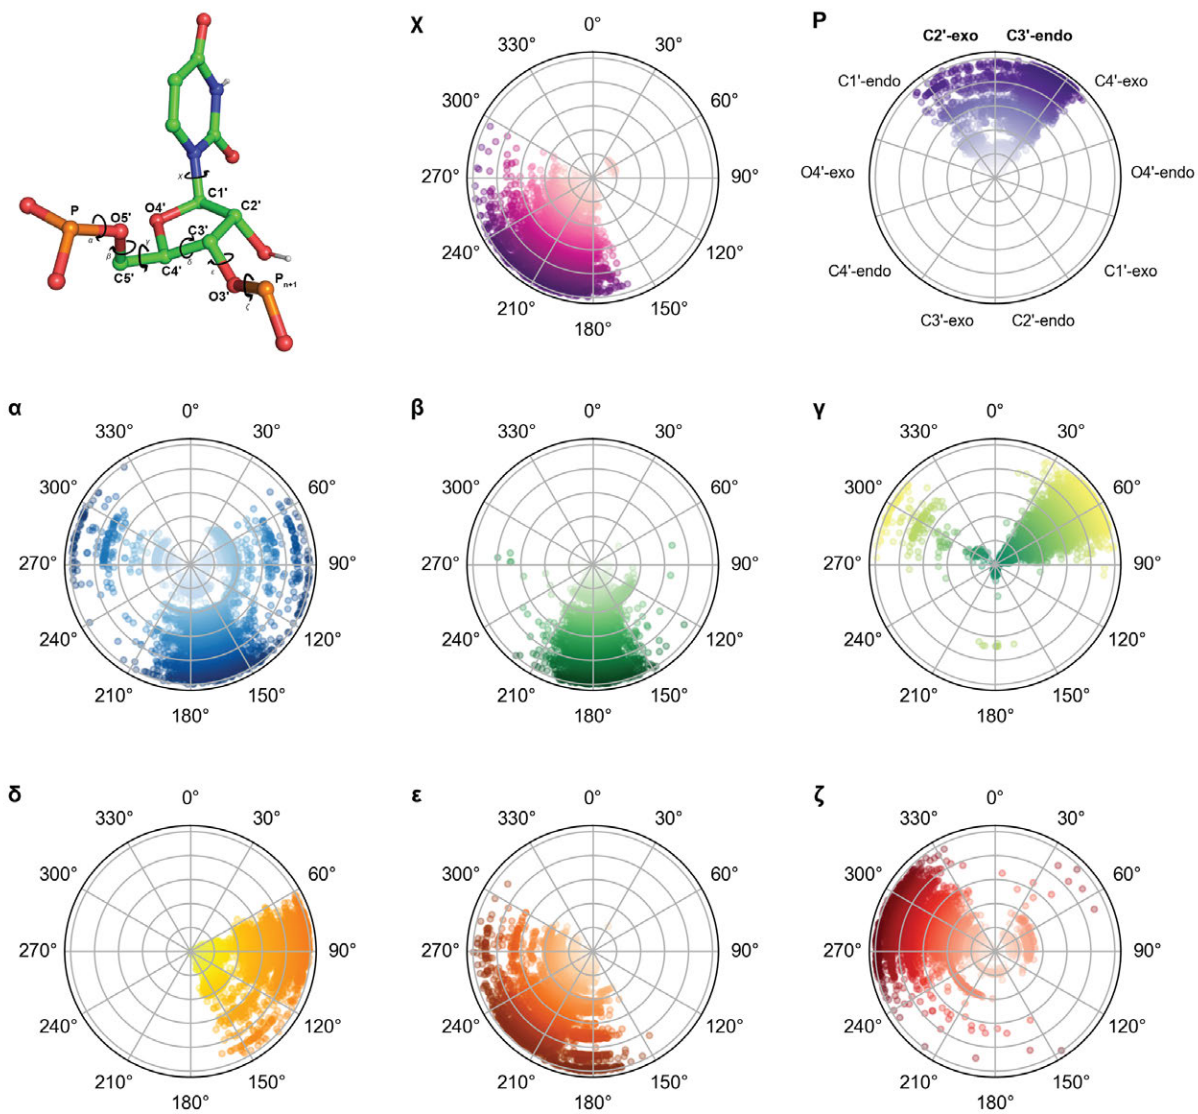 χ
0°
330° 30°
300° 60°
270° 90°
240° 120°
210° 150°
180°
P
C2'-exo C3'-endo
C1'-endo C4'-exo
O4'-exo O4'-endo
C4'-endo C1'-exo
C3'-exo C2'-endo
χ
C1'
P O5' O4' C2'
α γ C3'
β δ ε
C5' C4' P n+1
O3' ζ
α
0°
330° 30°
300° 60°
270° 90°
240° 120°
210° 150°
180°
β
0°
330° 30°
300° 60°
270° 90°
240° 120°
210° 150°
180°
γ
0°
330° 30°
300° 60°
270° 90°
240° 120°
210° 150°
180°
δ
0°
330° 30°
300° 60°
270° 90°
240° 120°
210° 150°
180°
ε
0°
330° 30°
300° 60°
270° 90°
240° 120°
210° 150°
180°
ζ
0°
330° 30°
300° 60°
270° 90°
240° 120°
210° 150°
180°